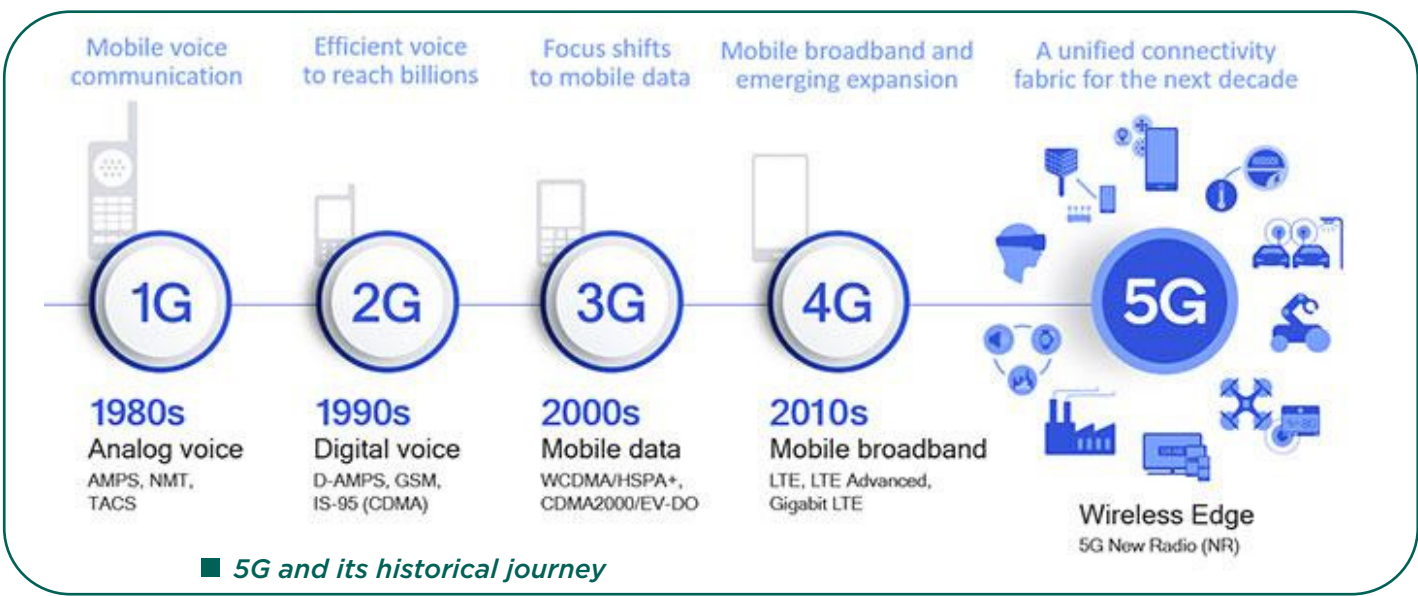 Mobile voice
communication
Efficient voice
to reach billions
Focus shifts
to mobile data
Mobile broadband and
emerging expansion
A unified connectivity
fabric for the next decade
1G
2G
3G
4G
5G
1980s
Analog voice
AMPS, NMT,
TACS
1990s
Digital voice
D-AMPS, GSM,
IS-95 (CDMA)
2000s
Mobile data
WCDMA/HSPA+,
CDMA2000/EV-DO
2010s
Mobile broadband
LTE, LTE Advanced,
Gigabit LTE
Wireless Edge
5G New Radio (NR)
5G and its historical journey